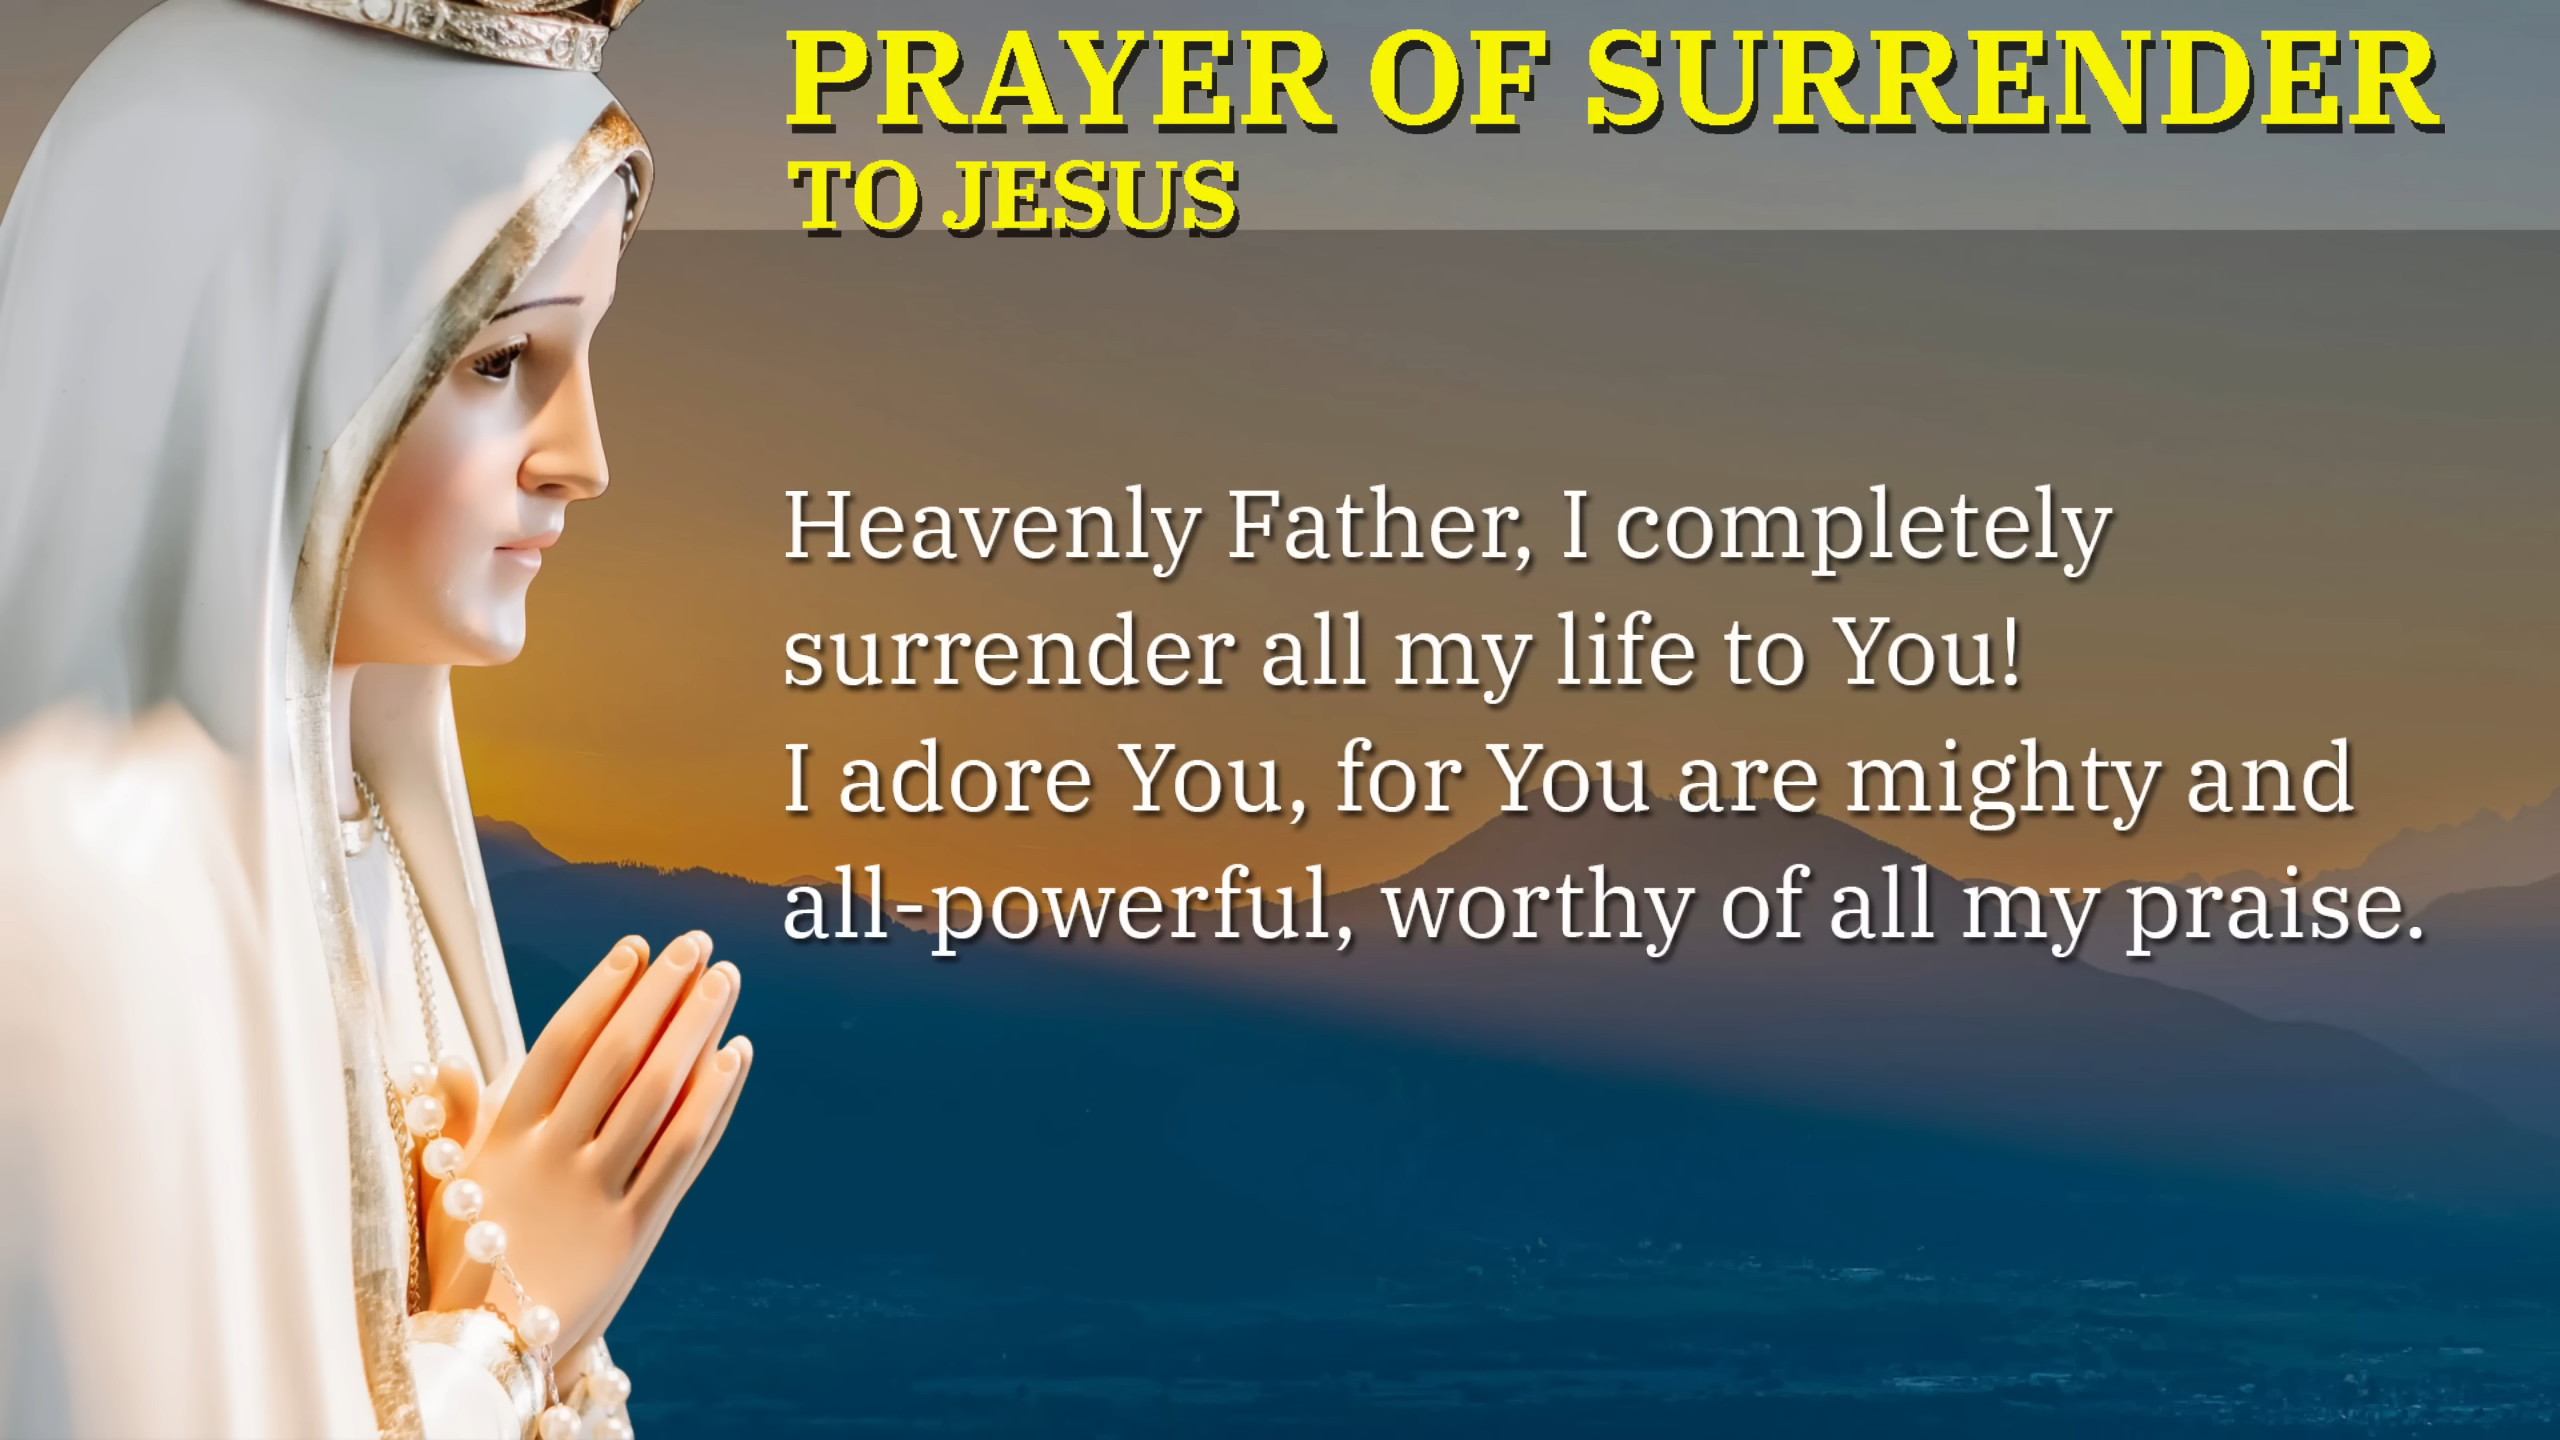 PRAYER OF SURRENDER
TO JESUS
Heavenly Father, I completely
surrender all my life to You!
I adore You, for You are mighty and
all-powerful, worthy of all my praise.